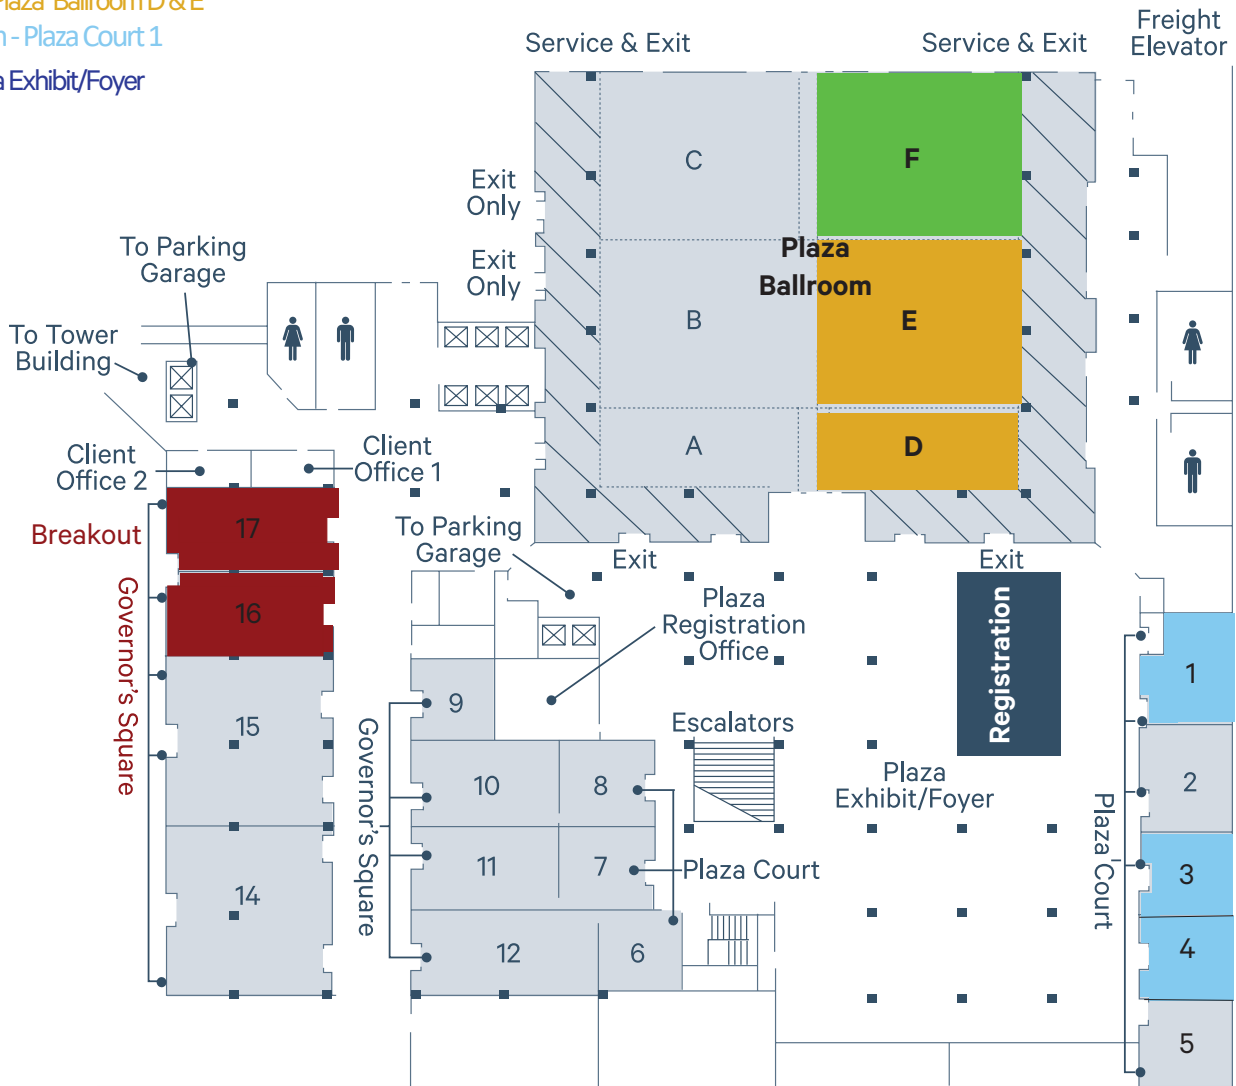 Plaza Ballroom D & E
- Plaza Court 1
Exhibit/Foyer
Service & Exit
Service & Exit
Freight
Elevator
C
F
Exit
Only
Plaza
Ballroom
To Parking
Garage
Exit
Only
B
E
To Tower
Building
A
D
Client
Office 2
Client
Office 1
Breakout
17
To Parking
Garage
Exit
Exit
Governor's Square
16
Plaza
Registration
Office
Registration
1
15
9
Governor's Square
Escalators
10
8
Plaza
Exhibit/Foyer
2
Plaza Court
11
7
Plaza Court
3
14
12
6
4
5